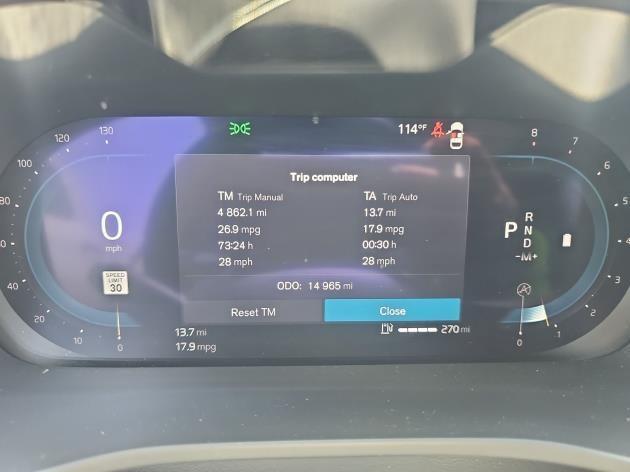 114°F
120 130
100
80
40
20
10
0
0
mph
SPEED
LIMIT
30
Trip computer
TM Trip Manual
4 862.1 mi
26.9 mpg
73:24 h
28 mph
TA Trip Auto
13.7 mi
17.9 mpg
00:30 h
28 mph
ODO: 14 965 mi
Reset TM
Close
13.7 mi
17.9 mpg
270 mi
P
R
N
D
-M+
8
7
6
5
4
3
2
.1
0